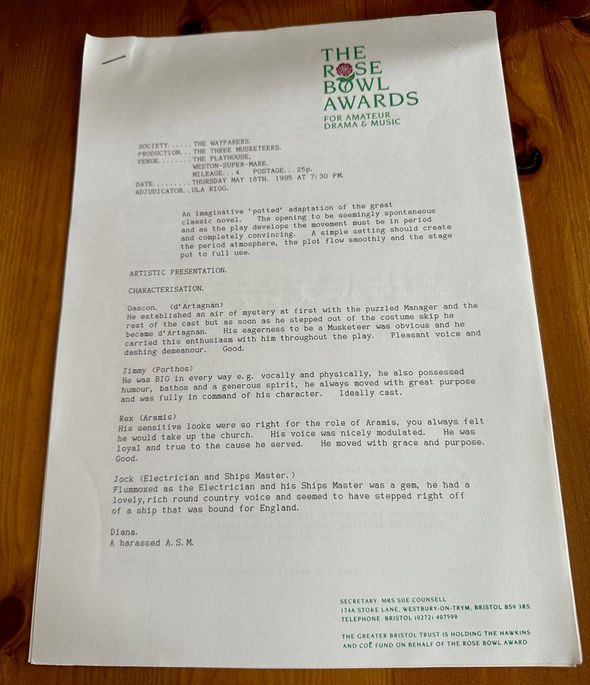 THE
ROSE
BOWL
AWARDS
FOR AMATEUR
DRAMA & MUSIC
SOCIETY......THE WAYFARERS.
PRODUCTION...THE THREE MUSKETEERS.
VENUE........THE PLAYHOUSE,
WESTON-SUPER-MARE.
MILEAGE...4 POSTAGE...25p.
DATE.........THURSDAY MAY 18TH. 1995 AT 7:30 PM.
ADJUDICATOR..ULA RIGG.
An imaginative 'potted' adaptation of the great
classic novel. The opening to be seemingly spontaneous
and as the play develops the movement must be in period
and completely convincing. A simple setting should create
the period atmosphere, the plot flow smoothly and the stage
put to full use.
ARTISTIC PRESENTATION.
CHARACTERISATION.
Gascon. (d'Artagnan)
He established an air of mystery at first with the puzzled Manager and the
rest of the cast but as soon as he stepped out of the costume skip he
became d'Artagnan. His eagerness to be a Musketeer was obvious and he
carried this enthusiasm with him throughout the play. Pleasant voice and
dashing demeanour. Good.
Jimmy (Porthos)
He was BIG in every way e.g. vocally and physically, he also possessed
humour, bathos and a generous spirit, he always moved with great purpose
and was fully in command of his character. Ideally cast.
Rex (Aramis)
His sensitive looks were so right for the role of Aramis, you always felt
he would take up the church. His voice was nicely modulated. He was
loyal and true to the cause he served. He moved with grace and purpose.
Good.
Jock (Electrician and Ships Master.)
Flummoxed as the Electrician and his Ships Master was a gem, he had a
lovely,rich round country voice and seemed to have stepped right off
of a ship that was bound for England.
Diana.
A harassed A.S.M.
SECRETARY: MRS SUE COUNSELL
174A STOKE LANE, WESTBURY-ON-TRYM, BRISTOL BS9 3RS.
TELEPHONE: BRISTOL (0272) 407599
THE GREATER BRISTOL TRUST IS HOLDING THE HAWKINS
AND COË FUND ON BEHALF OF THE ROSE BOWL AWARD